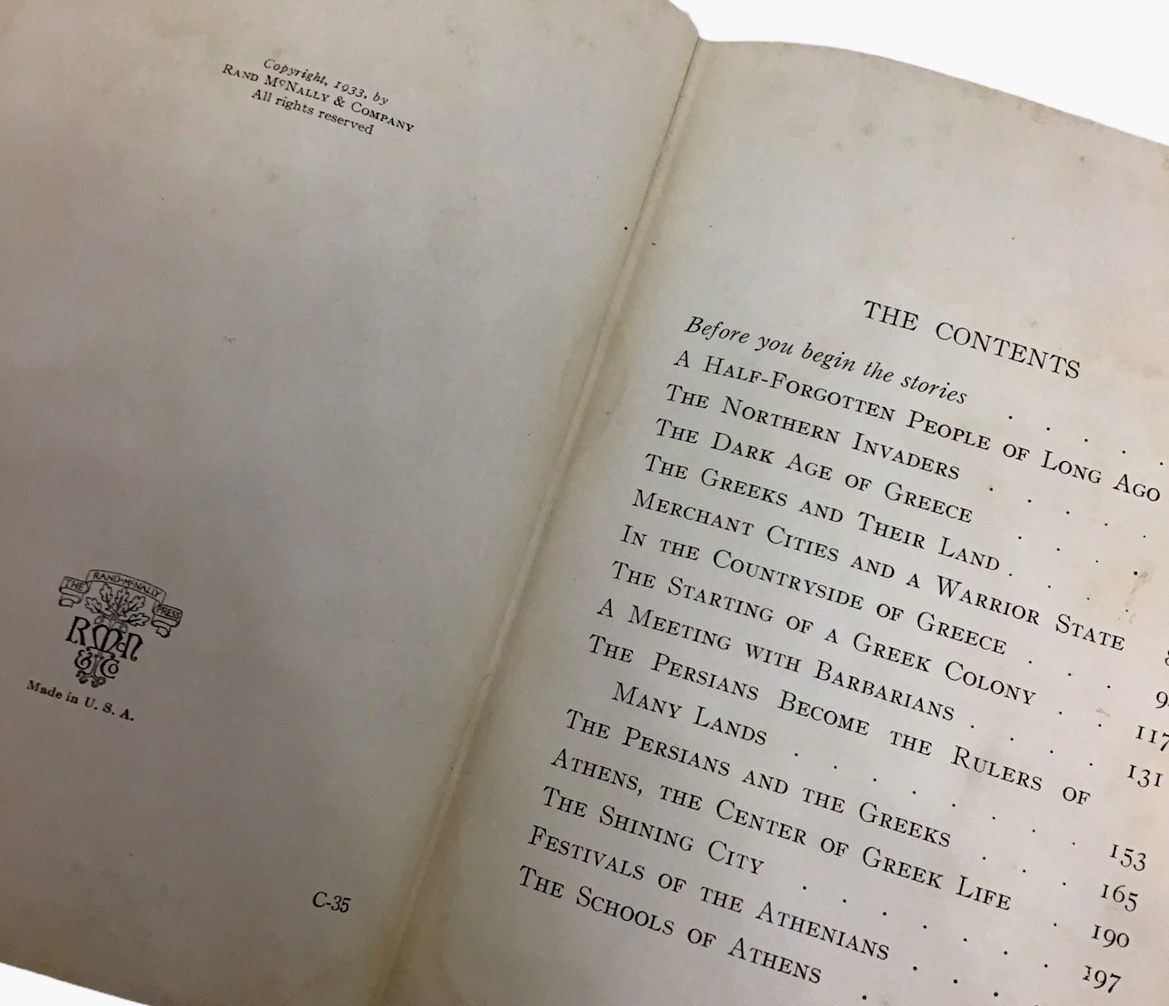 Copyright, 1933, by
RAND McNALLY & COMPANY
All rights reserved
THE RAND McNALLY PRESS
RMcN
& Co
Made in U. S. A.
C-35
THE CONTENTS
Before you begin the stories . . . . .
A HALF-FORGOTTEN PEOPLE OF LONG AGO
THE NORTHERN INVADERS . . . . .
THE DARK AGE OF GREECE . . . .
THE GREEKS AND THEIR LAND . . . .
MERCHANT CITIES AND A WARRIOR STATE
IN THE COUNTRYSIDE OF GREECE . . .
THE STARTING OF A GREEK COLONY . . 117
A MEETING WITH BARBARIANS . . . . 131
THE PERSIANS BECOME THE RULERS OF
MANY LANDS . . . . . . . 153
THE PERSIANS AND THE GREEKS . . . 165
ATHENS, THE CENTER OF GREEK LIFE . 190
THE SHINING CITY . . . . . . 197
FESTIVALS OF THE ATHENIANS . . .
THE SCHOOLS OF ATHENS .